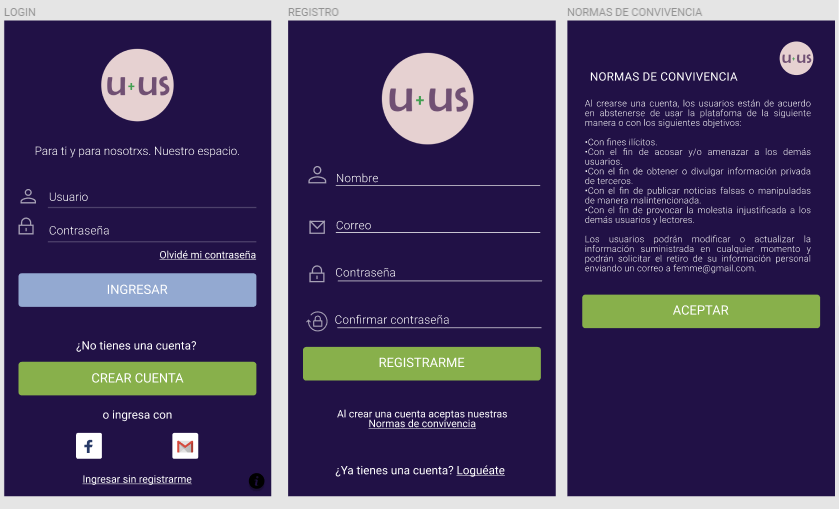 LOGIN
u+us
Para ti y para nosotrxs. Nuestro espacio.
Usuario
Contraseña
Olvidé mi contraseña
INGRESAR
¿No tienes una cuenta?
CREAR CUENTA
o ingresa con
f
M
Ingresar sin registrarme
i
REGISTRO
u+us
Nombre
Correo
Contraseña
Confirmar contraseña
REGISTRARME
Al crear una cuenta aceptas nuestras
Normas de convivencia
¿Ya tienes una cuenta? Loguéate
NORMAS DE CONVIVENCIA
u+us
NORMAS DE CONVIVENCIA
Al crearse una cuenta, los usuarios están de acuerdo
en abstenerse de usar la platafoma de la siguiente
manera o con los siguientes objetivos:
•Con fines ilícitos.
•Con el fin de acosar y/o amenazar a los demás
usuarios.
•Con el fin de obtener o divulgar información privada
de terceros.
•Con el fin de publicar noticias falsas o manipuladas
de manera malintencionada.
•Con el fin de provocar la molestia injustificada a los
demás usuarios y lectores.
Los usuarios podrán modificar o actualizar la
información suministrada en cualquier momento y
podrán solicitar el retiro de su información personal
enviando un correo a femme@gmail.com.
ACEPTAR